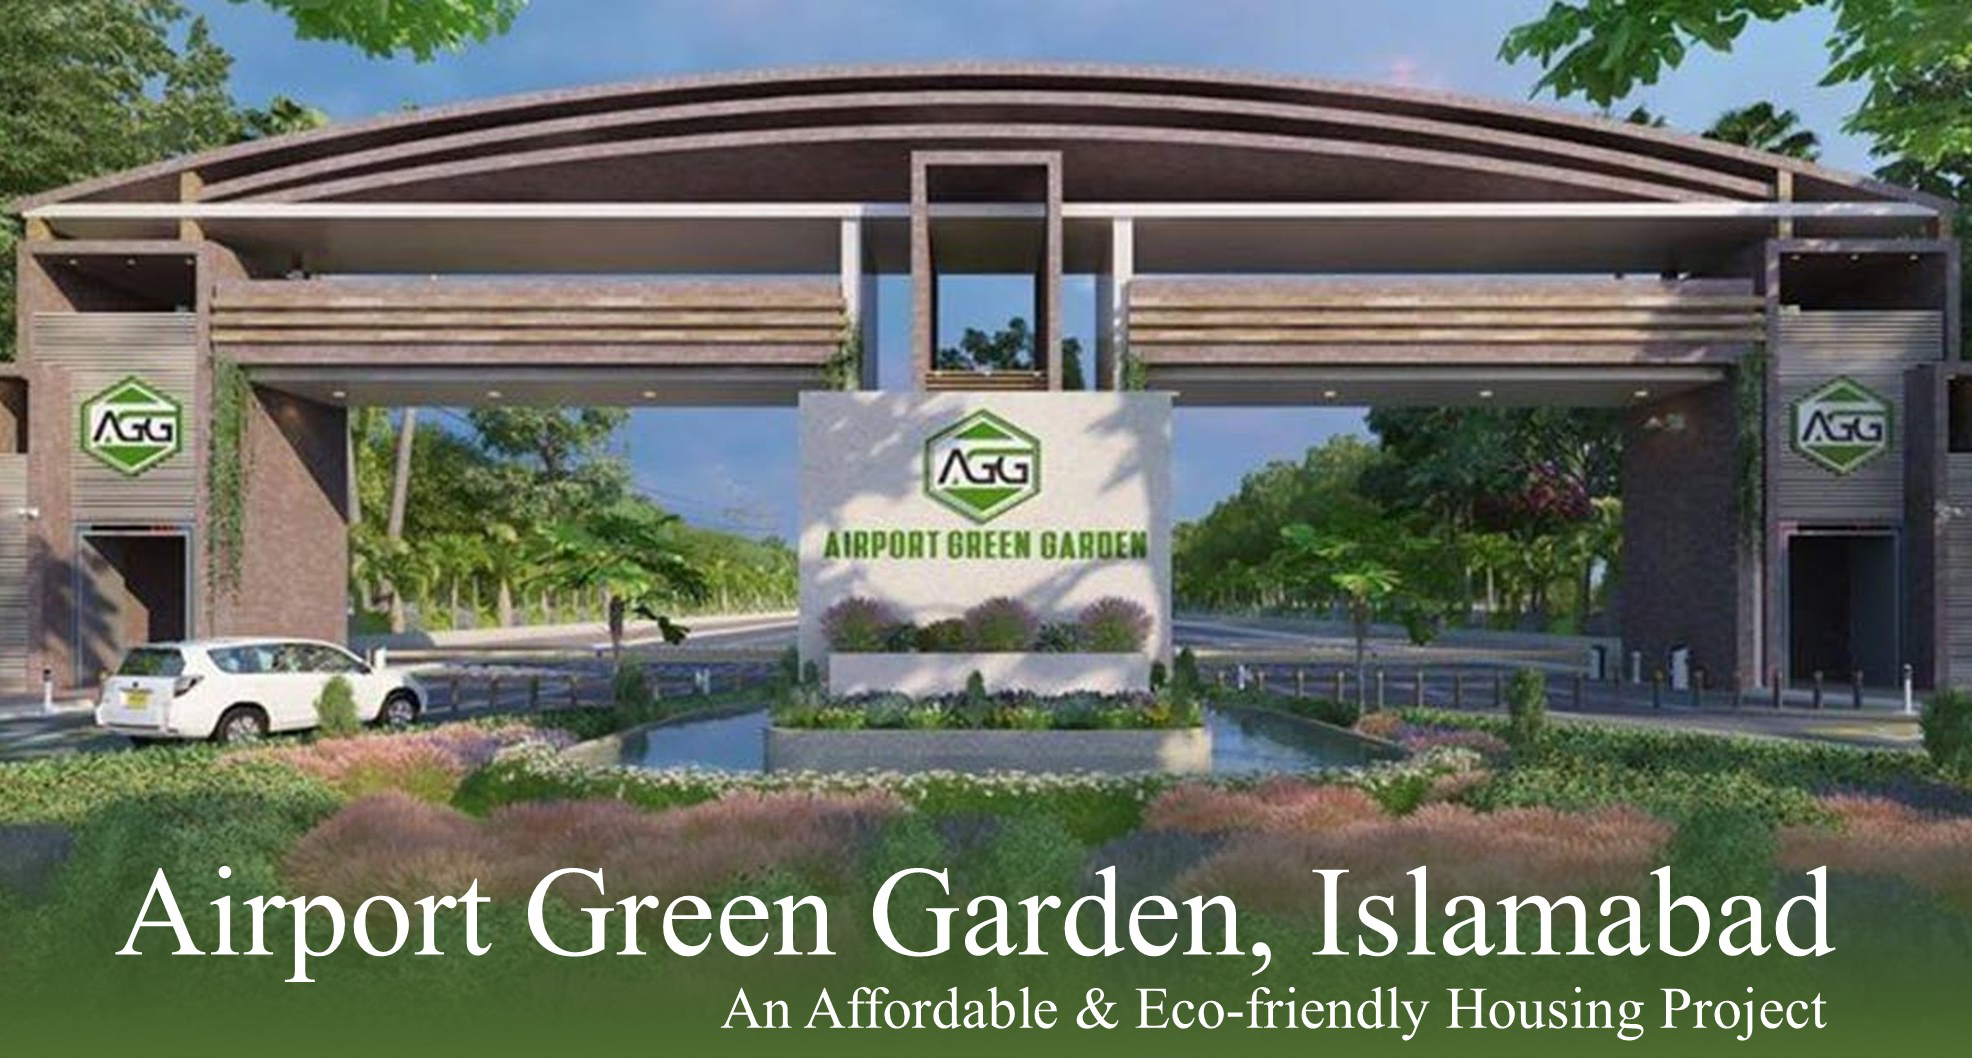 AGG
AGG
AGG
AIRPORT GREEN GARDEN
Airport Green Garden, Islamabad
An Affordable & Eco-friendly Housing Project